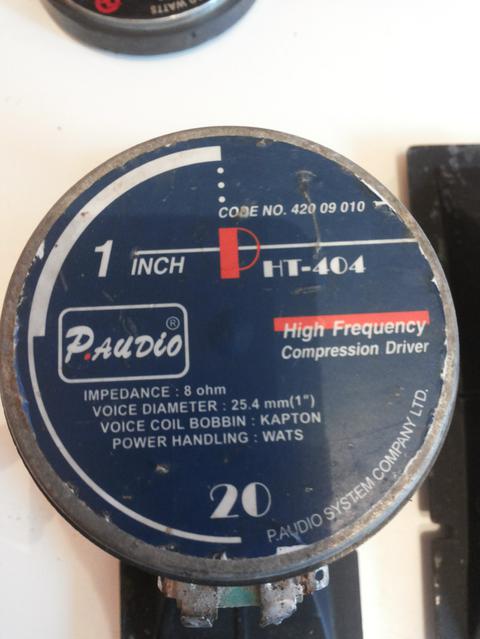 WATTS
CODE NO. 420 09 010
1 INCH
PHT-404
High Frequency
Compression Driver
P.AUDIO ®
IMPEDANCE : 8 ohm
VOICE DIAMETER : 25.4 mm(1")
VOICE COIL BOBBIN : KAPTON
POWER HANDLING : WATS
20
P.AUDIO SYSTEM COMPANY LTD.